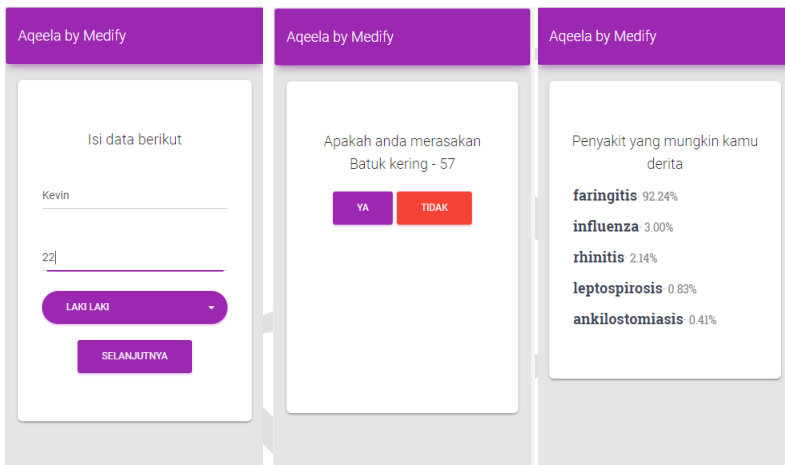 Aqeela by Medify
Isi data berikut
Kevin
22
LAKI LAKI
SELANJUTNYA
Aqeela by Medify
Apakah anda merasakan
Batuk kering - 57
YA TIDAK
Aqeela by Medify
Penyakit yang mungkin kamu
derita
faringitis 92.24%
influenza 3.00%
rhinitis 2.14%
leptospirosis 0.83%
ankilostomiasis 0.41%